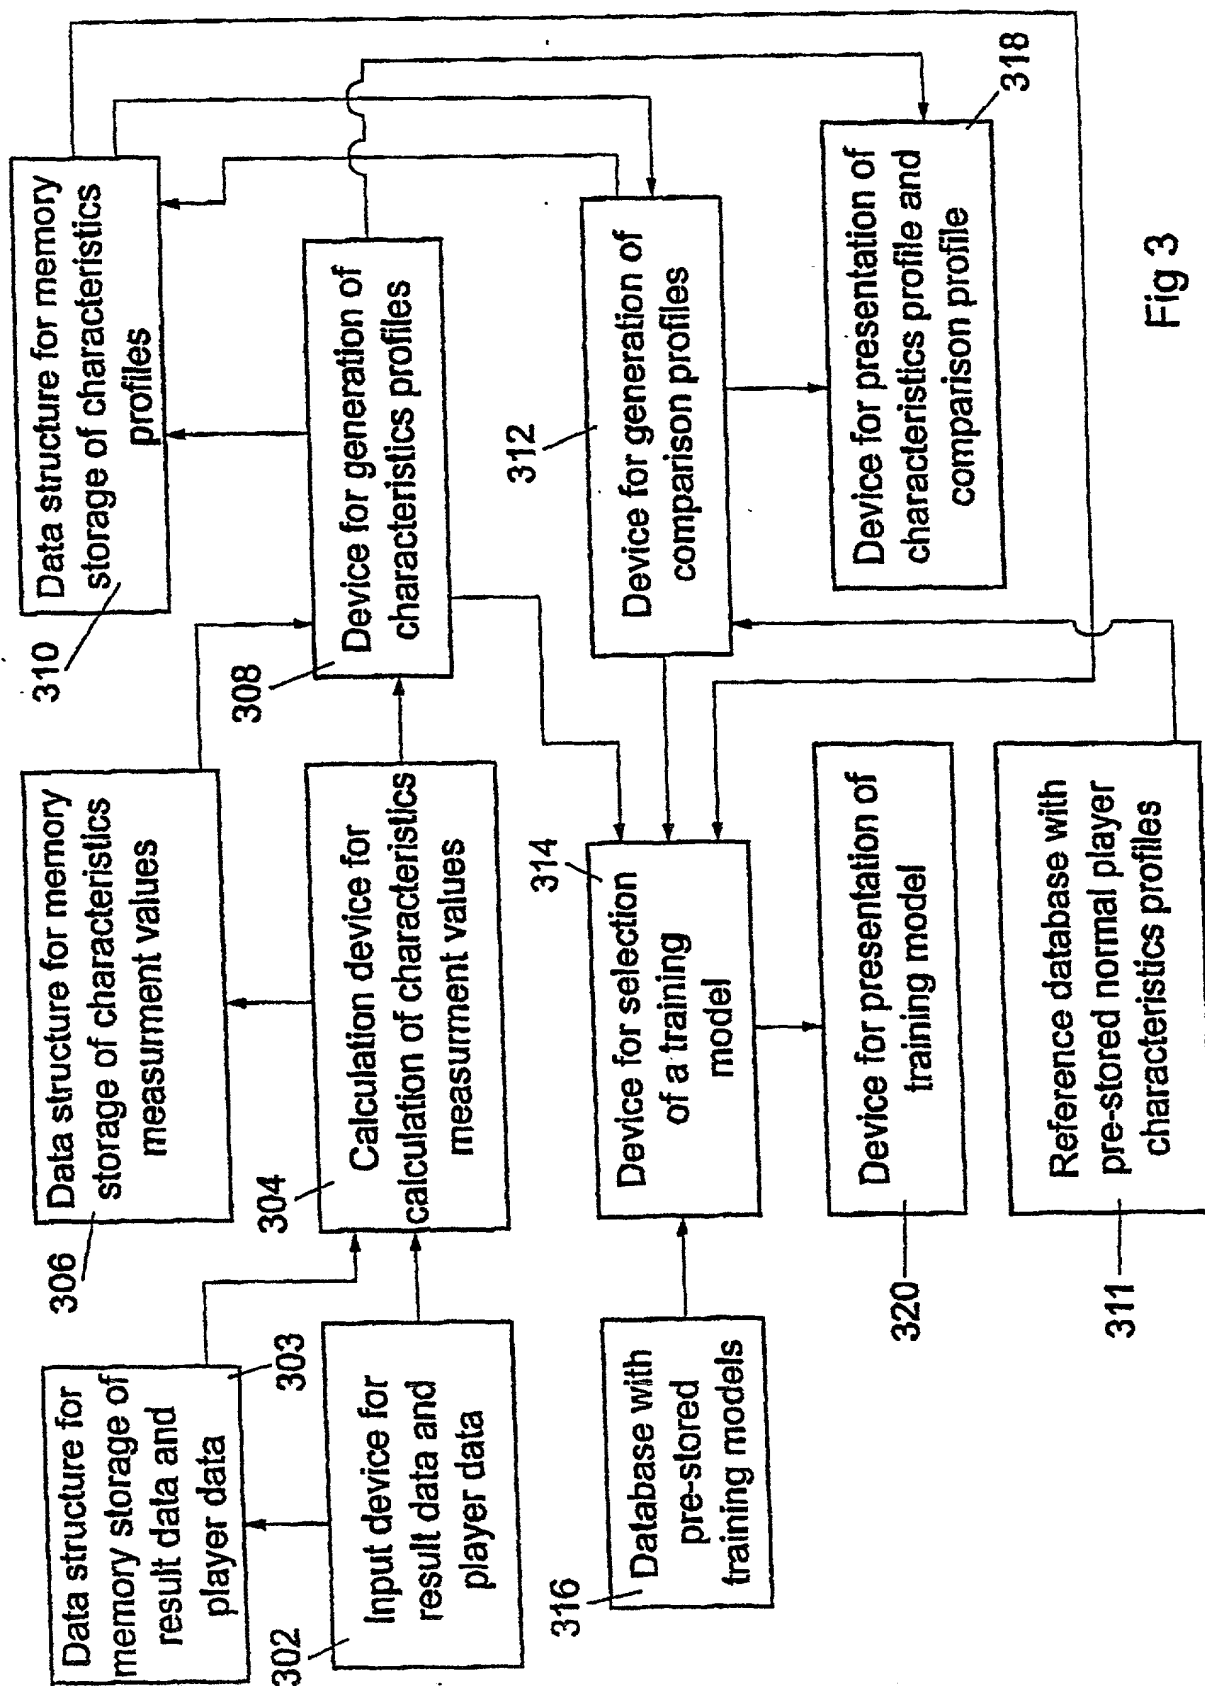 Data structure for
memory storage of
result data and
player data
303
Input device for
result data and
player data
302
Data structure for memory
storage of characteristics
measurment values
306
Calculation device for
calculation of characteristics
measurment values
304
Data structure for memory
storage of characteristics
profiles
310
Device for generation of
characteristics profiles
308
Database with
pre-stored
training models
316
Device for selection
of a training
model
314
Device for generation of
comparison profiles
312
Device for presentation of
training model
320
Device for presentation of
characteristics profile and
comparison profile
318
Reference database with
pre-stored normal player
characteristics profiles
311
Fig 3